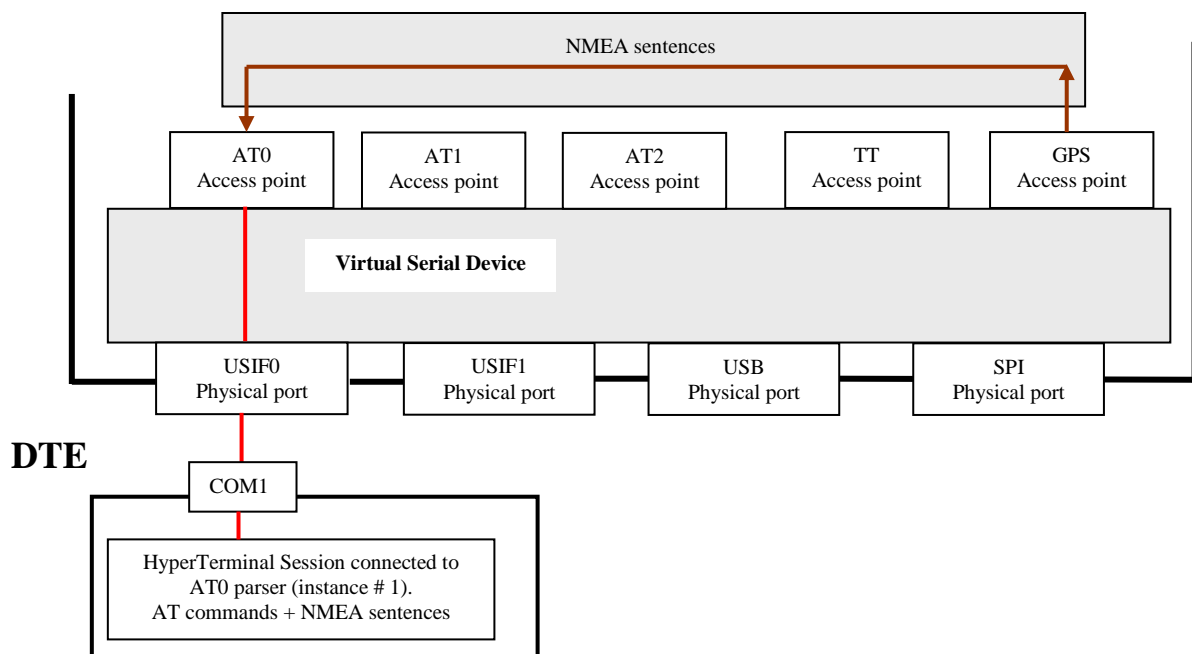 NMEA sentences
AT0
Access point
AT1
Access point
AT2
Access point
TT
Access point
GPS
Access point
Virtual Serial Device
USIF0
Physical port
USIF1
Physical port
USB
Physical port
SPI
Physical port
DTE
COM1
HyperTerminal Session connected to
AT0 parser (instance # 1).
AT commands + NMEA sentences